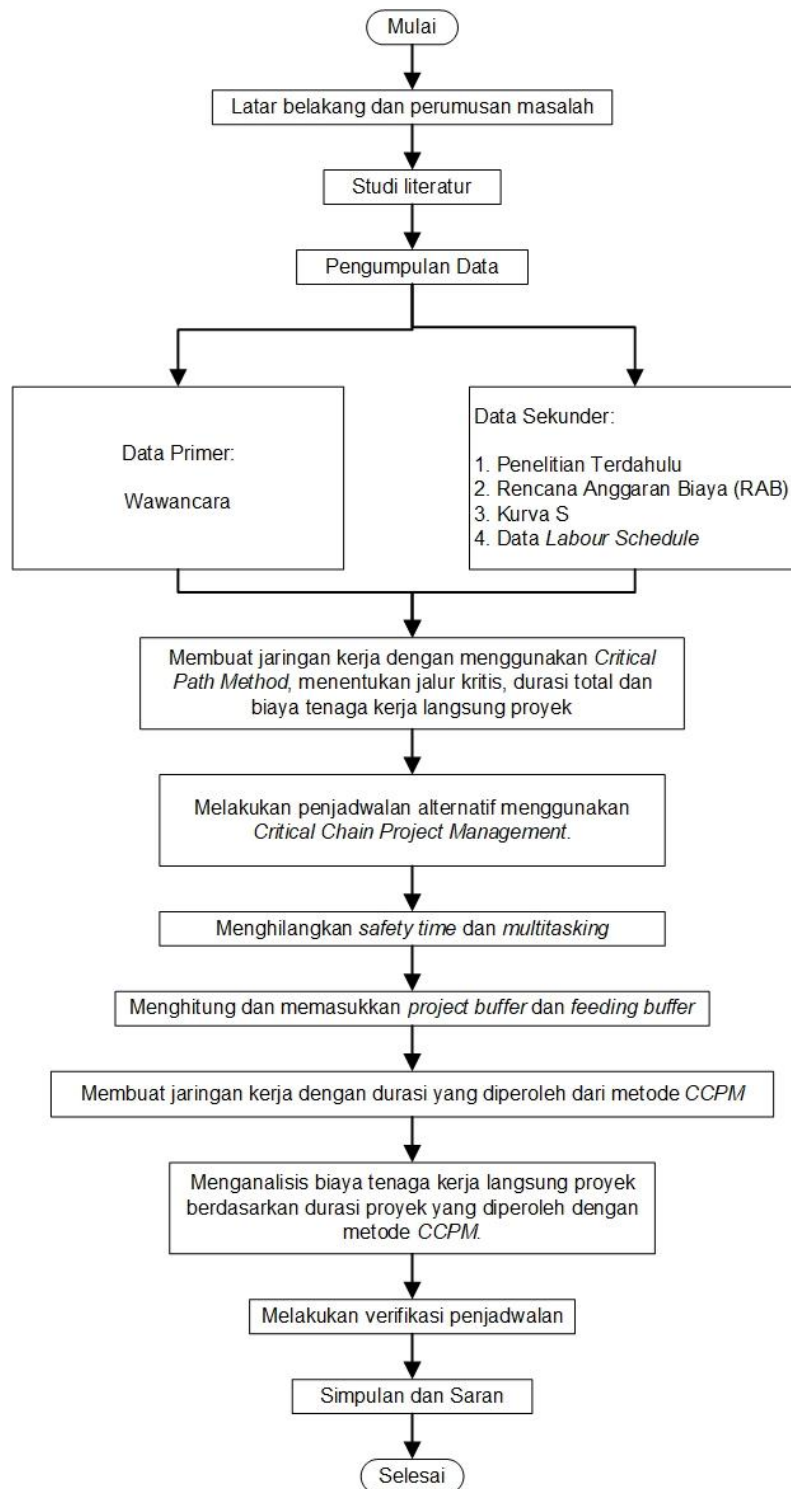 Mulai
Latar belakang dan perumusan masalah
Studi literatur
Pengumpulan Data
Data Primer:
Wawancara
Data Sekunder:
1. Penelitian Terdahulu
2. Rencana Anggaran Biaya (RAB)
3. Kurva S
4. Data Labour Schedule
Membuat jaringan kerja dengan menggunakan Critical
Path Method, menentukan jalur kritis, durasi total dan
biaya tenaga kerja langsung proyek
Melakukan penjadwalan alternatif menggunakan
Critical Chain Project Management.
Menghilangkan safety time dan multitasking
Menghitung dan memasukkan project buffer dan feeding buffer
Membuat jaringan kerja dengan durasi yang diperoleh dari metode CCPM
Menganalisis biaya tenaga kerja langsung proyek
berdasarkan durasi proyek yang diperoleh dengan
metode CCPM.
Melakukan verifikasi penjadwalan
Simpulan dan Saran
Selesai